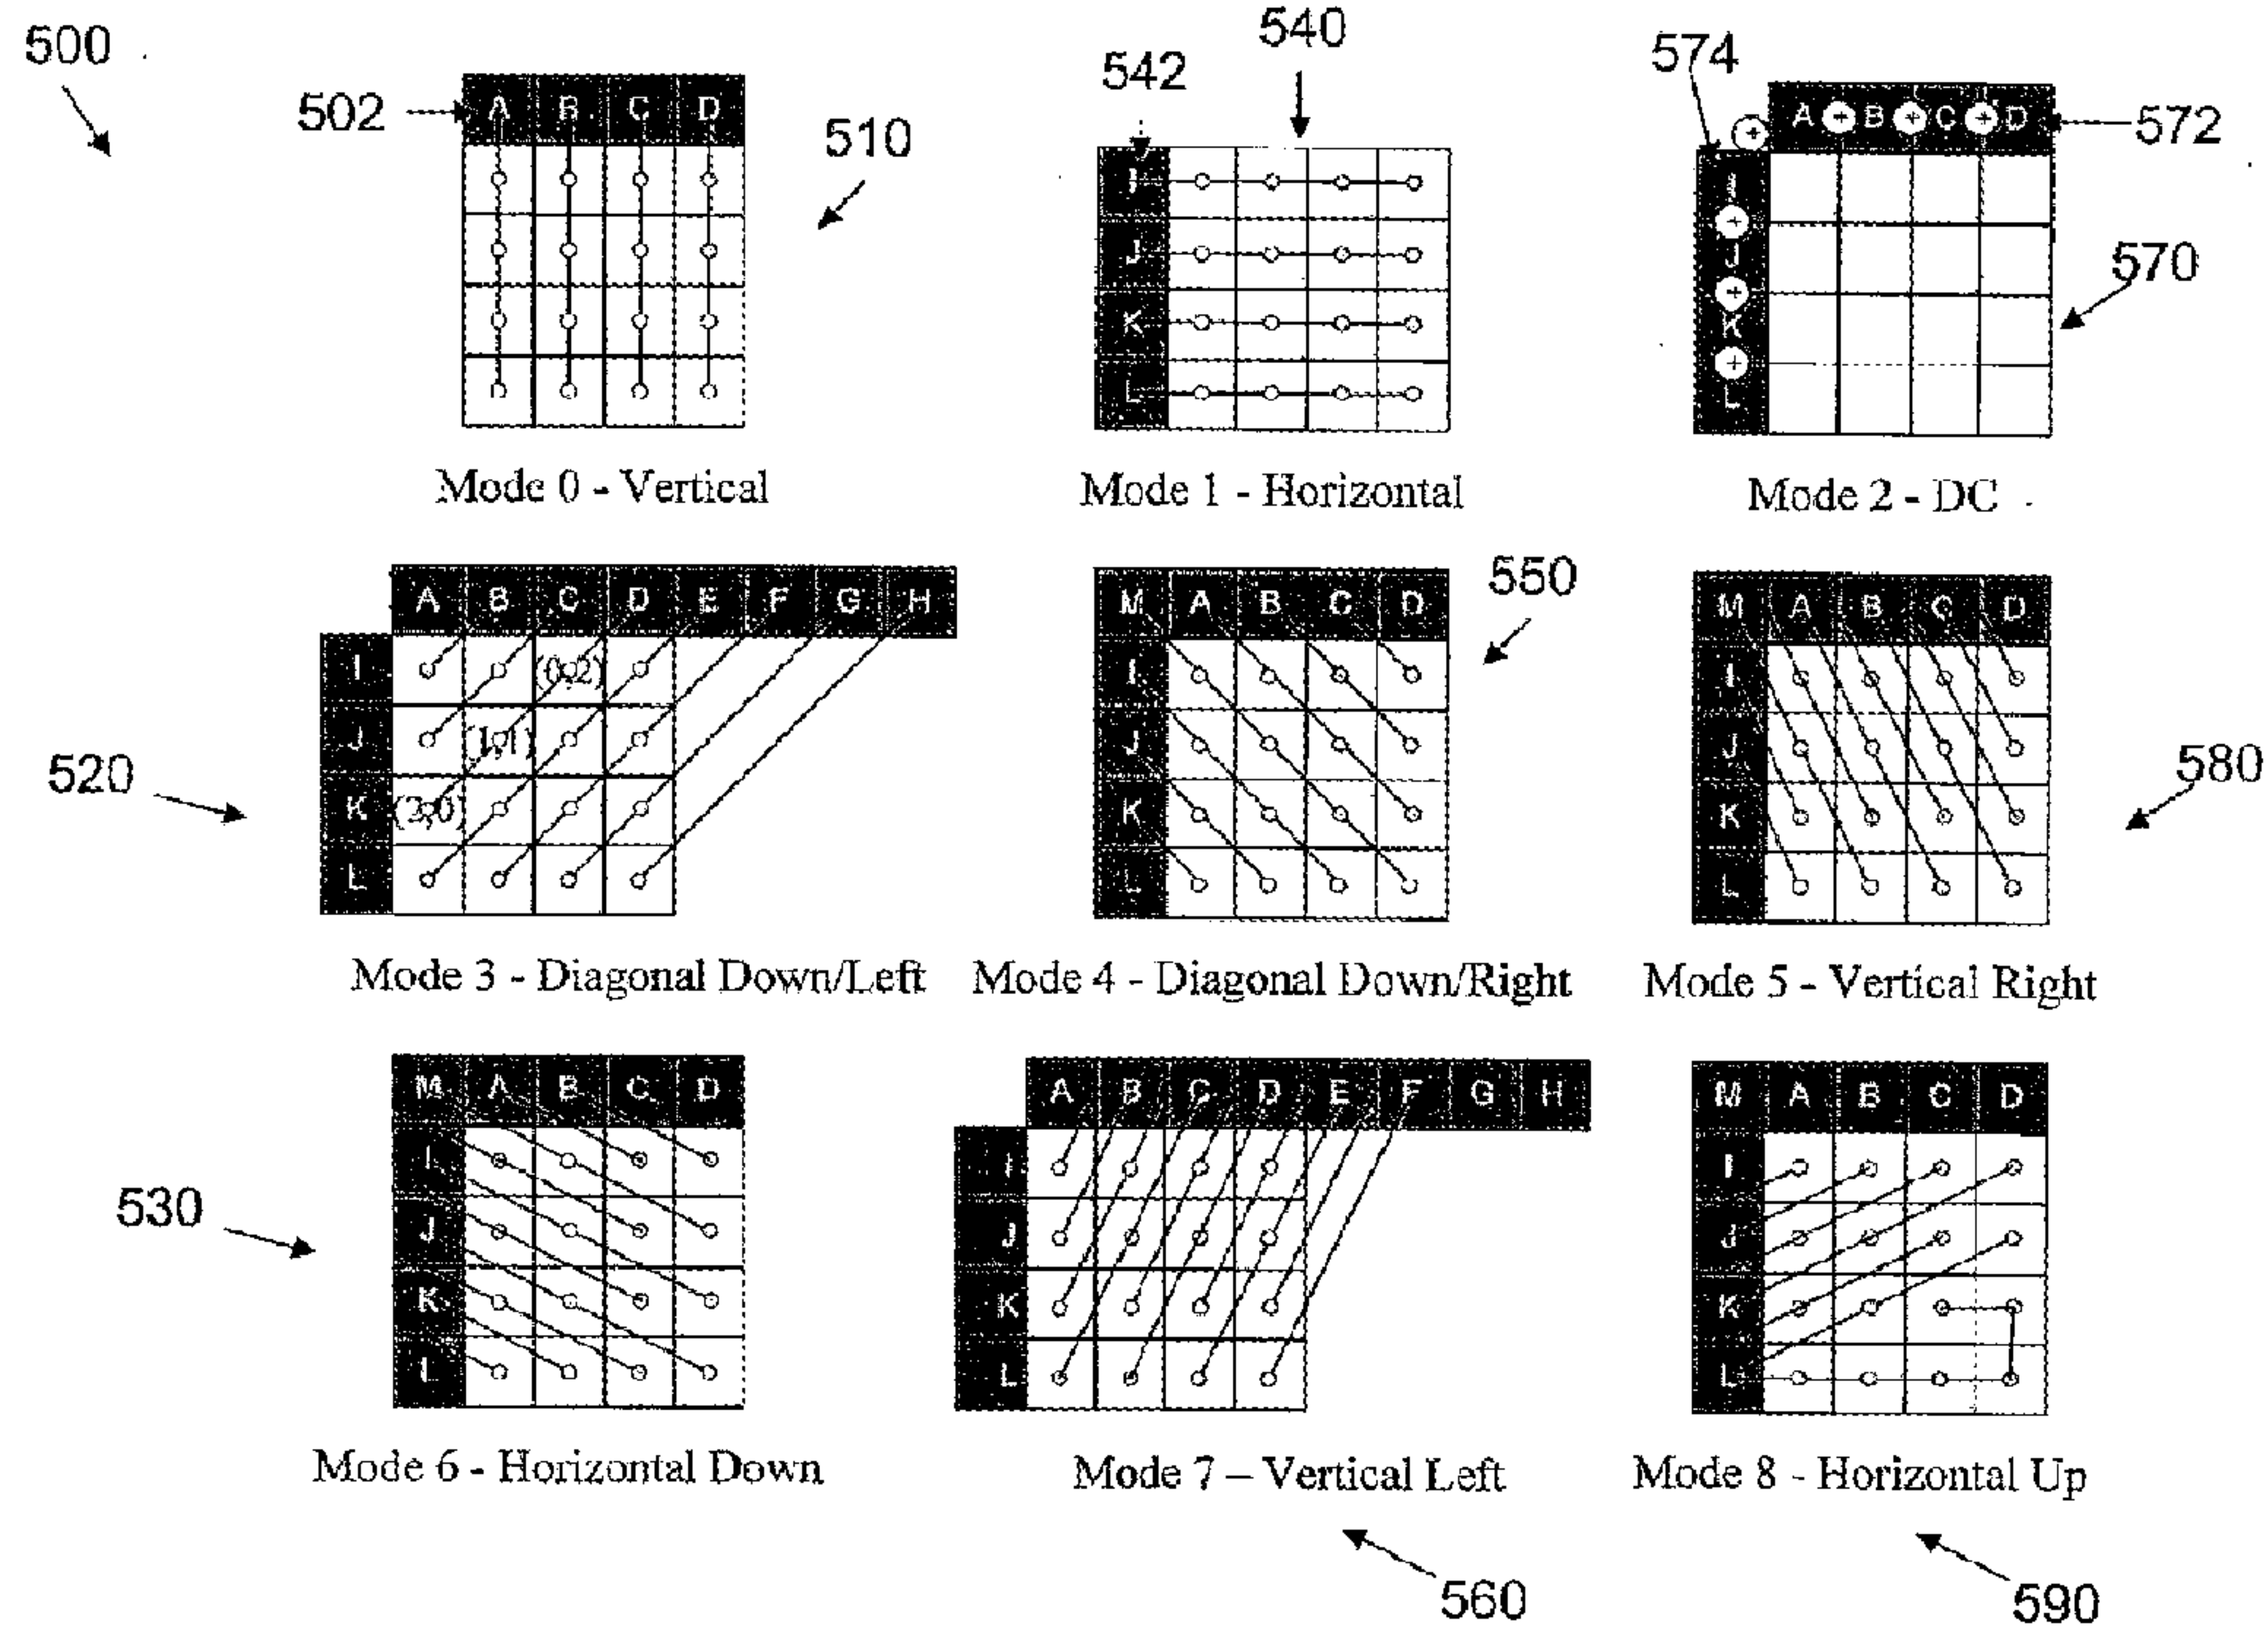 500
502
A B C D
510
Mode 0 - Vertical
540
542
I
J
K
L
Mode 1 - Horizontal
574
A + B + C + D
+
572
I
+
J
+
K
+
L
570
Mode 2 - DC
520
A B C D E F G H
I (0,2)
J (1,1)
K (2,0)
L
Mode 3 - Diagonal Down/Left
550
M A B C D
I
J
K
L
Mode 4 - Diagonal Down/Right
580
M A B C D
I
J
K
L
Mode 5 - Vertical Right
530
M A B C D
I
J
K
L
Mode 6 - Horizontal Down
A B C D E F G H
I
J
K
L
Mode 7 – Vertical Left
560
M A B C D
I
J
K
L
Mode 8 - Horizontal Up
590